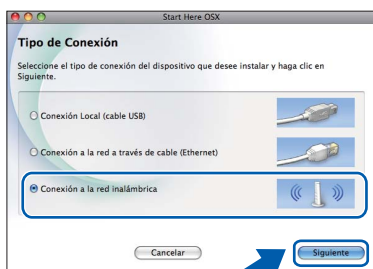 Start Here OSX
Tipo de Conexión
Seleccione el tipo de conexión del dispositivo que desee instalar y haga clic en
Siguiente.
Conexión Local (cable USB)
Conexión a la red a través de cable (Ethernet)
Conexión a la red inalámbrica
Cancelar
Siguiente